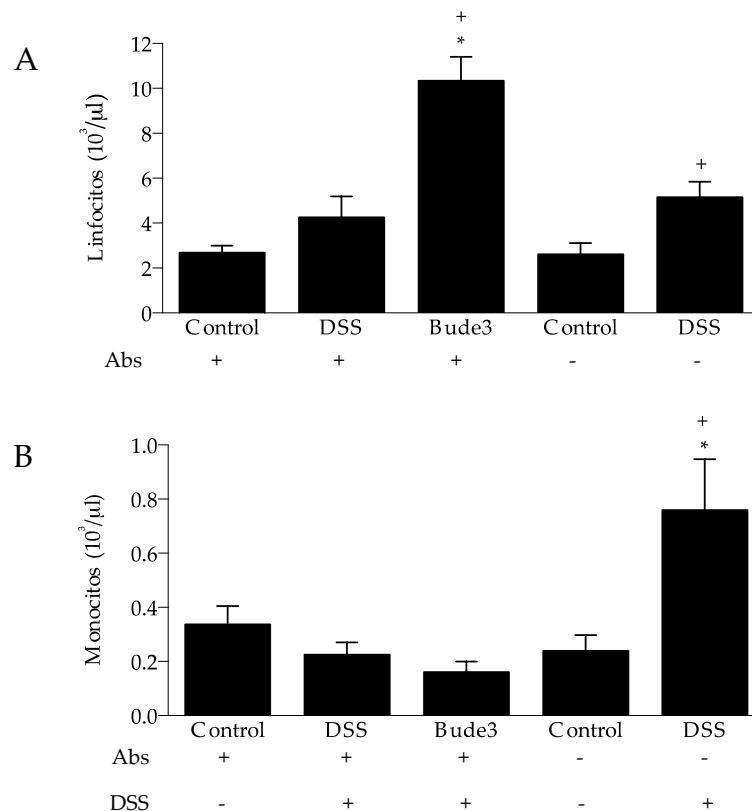 A
+
*
+
Linfocitos (10³/µl)
12
10
8
6
4
2
0
Control DSS Bude3 Control DSS
Abs + + + - -
B
+
*
Monocitos (10³/µl)
1.0
0.8
0.6
0.4
0.2
0.0
Control DSS Bude3 Control DSS
Abs + + + - -
DSS - + + - +